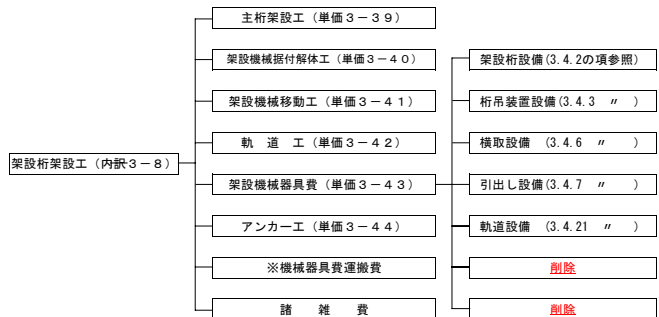 主桁架設工（単価３－３９）
架設機械据付解体工（単価３－４０）
架設桁設備(3.4.2の項参照)
架設機械移動工（単価３－４１）
桁吊装置設備(3.4.3　〃　)
軌　道　工（単価３－４２）
横取設備　(3.4.6　〃　)
架設桁架設工（内訳３－８）
架設機械器具費（単価３－４３）
引出し設備(3.4.7　〃　)
アンカー工（単価３－４４）
軌道設備　(3.4.21　〃　)
※機械器具費運搬費
削除
諸　雑　費
削除